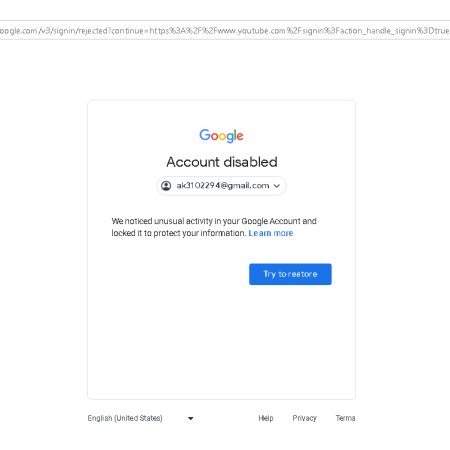 oogle.com/v3/signin/rejected?continue=https%3A%2F%2Fwww.youtube.com%2Fsignin%3Faction_handle_signin%3Dtrue
Google
Account disabled
ak3102294@gmail.com
We noticed unusual activity in your Google Account and
locked it to protect your information. Learn more
Try to restore
English (United States)
Help Privacy Terms